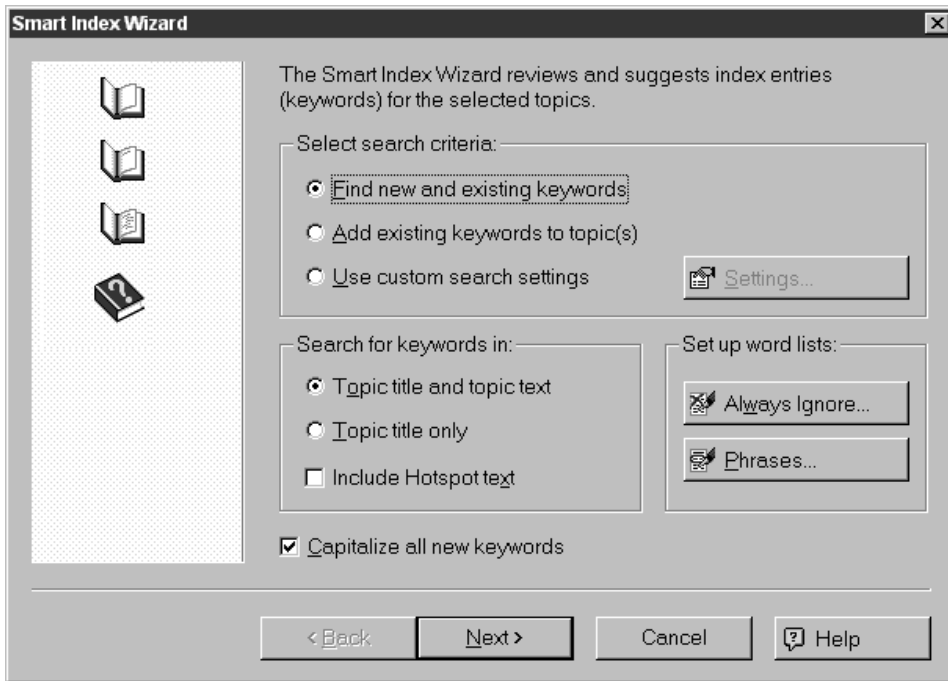 Smart Index Wizard
The Smart Index Wizard reviews and suggests index entries
(keywords) for the selected topics.
Select search criteria:
Find new and existing keywords
Add existing keywords to topic(s)
Use custom search settings
Settings...
Search for keywords in:
Topic title and topic text
Topic title only
Include Hotspot text
Set up word lists:
Always Ignore...
Phrases...
Capitalize all new keywords
< Back
Next >
Cancel
Help